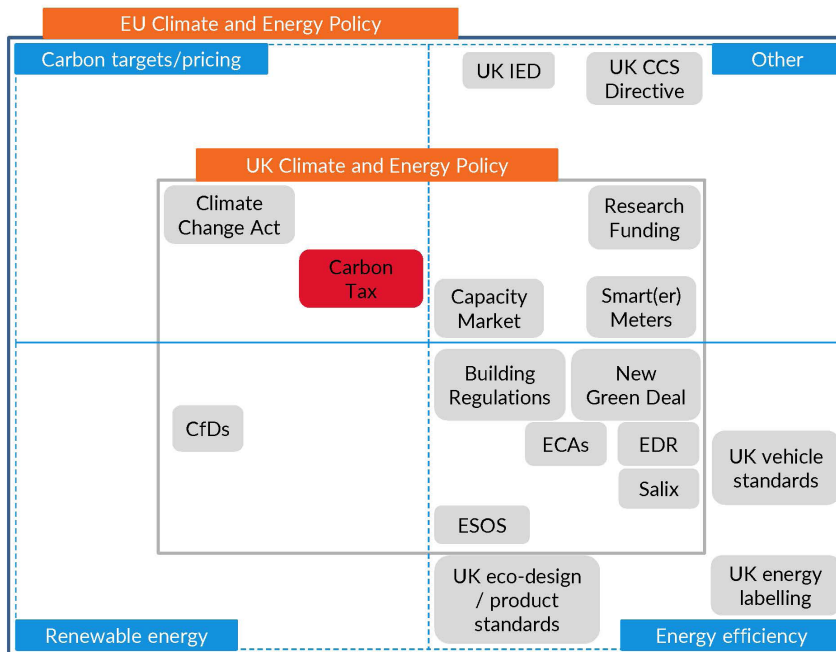 EU Climate and Energy Policy
Carbon targets/pricing
UK IED
UK CCS
Directive
Other
UK Climate and Energy Policy
Climate
Change Act
Research
Funding
Carbon
Tax
Capacity
Market
Smart(er)
Meters
Building
Regulations
New
Green Deal
CfDs
ECAs
EDR
UK vehicle
standards
Salix
ESOS
UK eco-design
/ product
standards
UK energy
labelling
Renewable energy
Energy efficiency